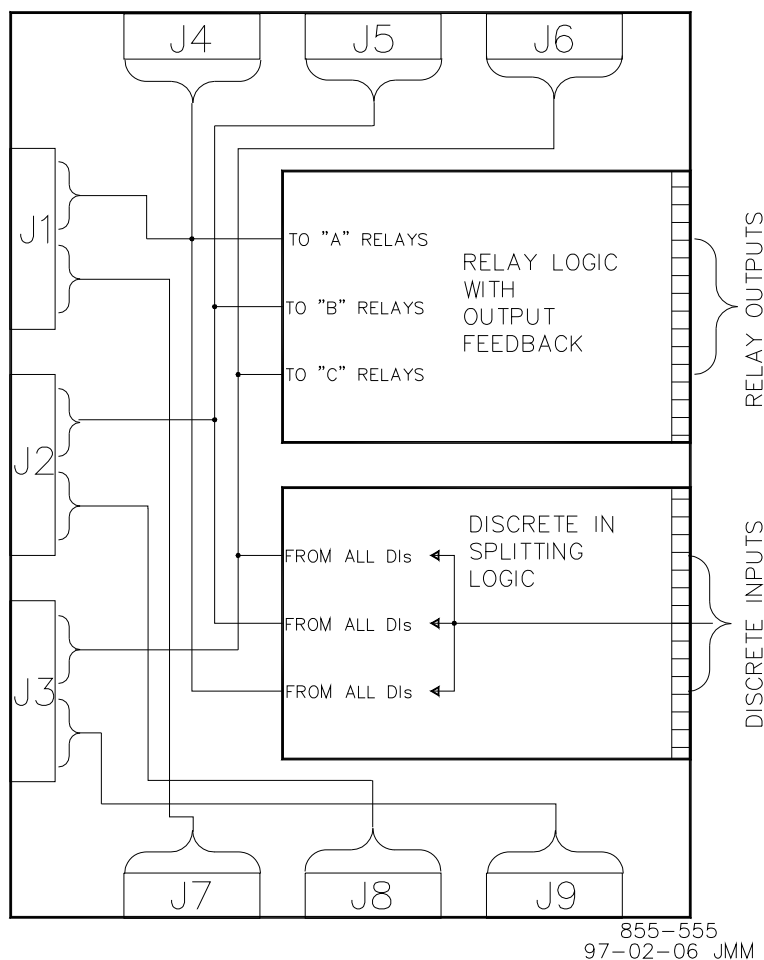 J4
J5
J6
J1
TO "A" RELAYS
TO "B" RELAYS
TO "C" RELAYS
RELAY LOGIC
WITH
OUTPUT
FEEDBACK
RELAY OUTPUTS
J2
FROM ALL DIs
FROM ALL DIs
FROM ALL DIs
DISCRETE IN
SPLITTING
LOGIC
DISCRETE INPUTS
J3
J7
J8
J9
855-555
97-02-06 JMM